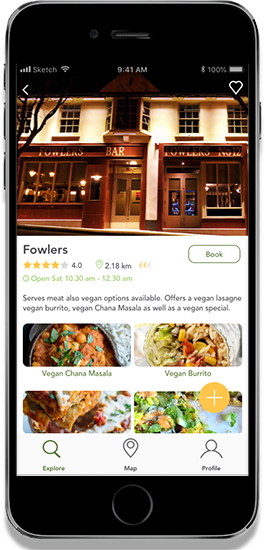 Sketch 9:41 AM 100%
FOWLERS BAR FOWLERS No12
Fowlers
Book
4.0 2.18 km €€€
Open Sat 10.30 am - 12.30 am
Serves meat also vegan options available. Offers a vegan lasagne
vegan burrito, vegan Chana Masala as well as a vegan special.
Vegan Chana Masala Vegan Burrito
+
Explore Map Profile